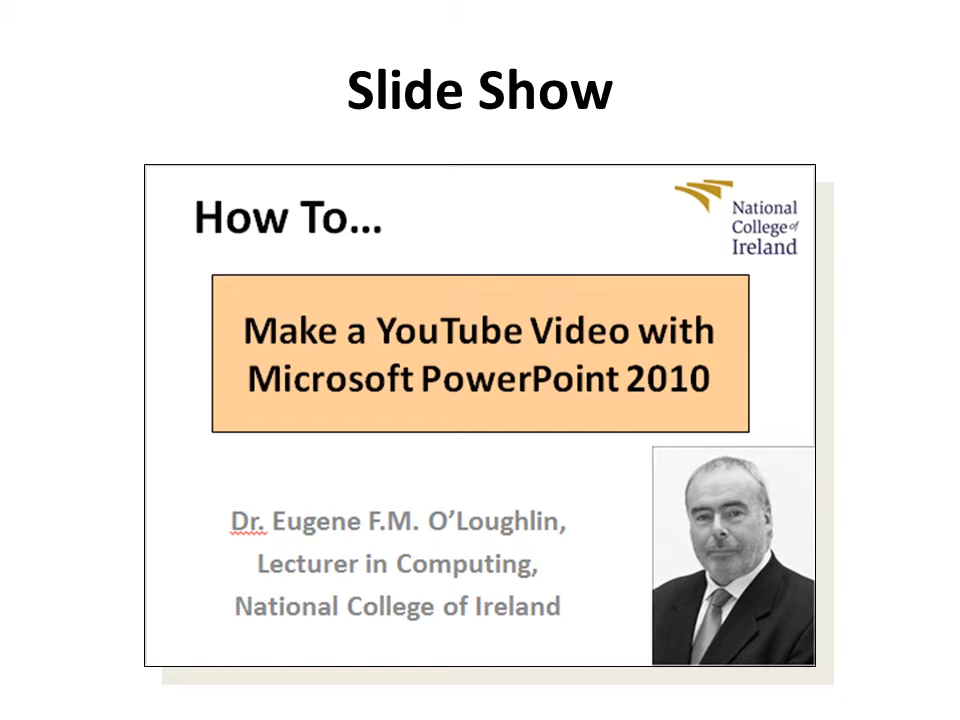 Slide Show
How To...
National
College of
Ireland
Make a YouTube Video with
Microsoft PowerPoint 2010
Dr. Eugene F.M. O’Loughlin,
Lecturer in Computing,
National College of Ireland